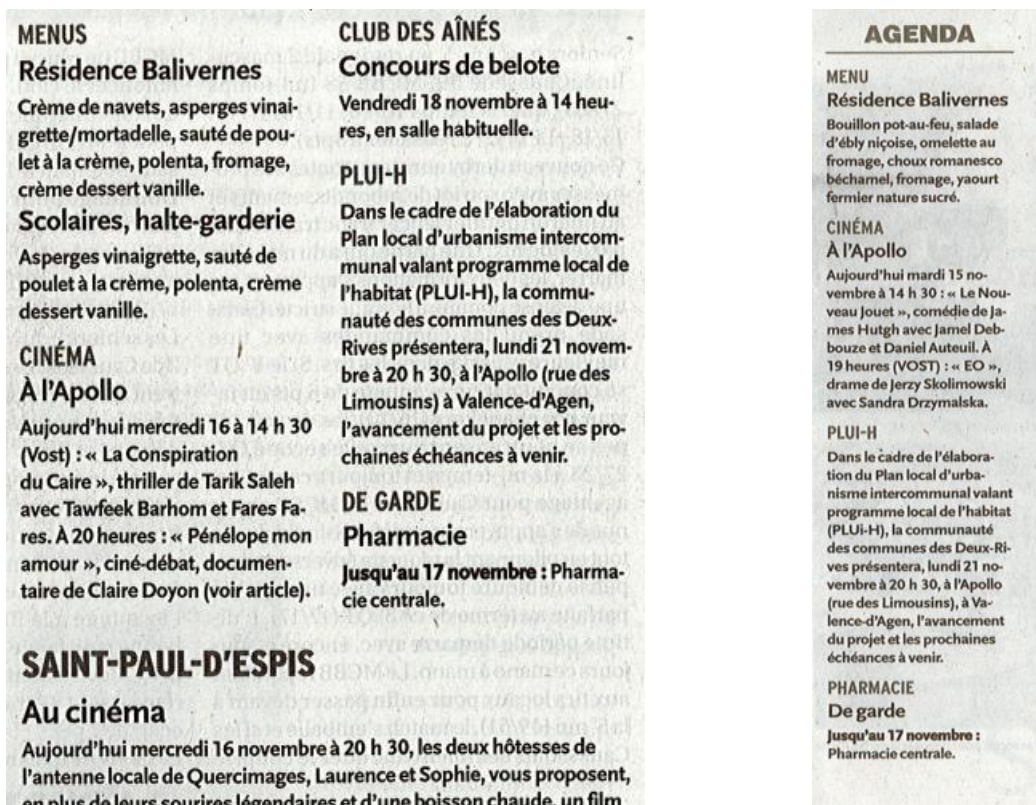 MENUS
Résidence Balivernes
Crème de navets, asperges vinai-
grette/mortadelle, sauté de pou-
let à la crème, polenta, fromage,
crème dessert vanille.
Scolaires, halte-garderie
Asperges vinaigrette, sauté de
poulet à la crème, polenta, crème
dessert vanille.
CINÉMA
À l'Apollo
Aujourd'hui mercredi 16 à 14 h 30
(Vost) : « La Conspiration
du Caire », thriller de Tarik Saleh
avec Tawfeek Barhom et Fares Fa-
res. À 20 heures : « Pénélope mon
amour », ciné-débat, documen-
taire de Claire Doyon (voir article).
CLUB DES AÎNÉS
Concours de belote
Vendredi 18 novembre à 14 heu-
res, en salle habituelle.
PLUI-H
Dans le cadre de l'élaboration du
Plan local d'urbanisme intercom-
munal valant programme local de
l'habitat (PLUI-H), la commu-
nauté des communes des Deux-
Rives présentera, lundi 21 novem-
bre à 20 h 30, à l'Apollo (rue des
Limousins) à Valence-d'Agen,
l'avancement du projet et les pro-
chaines échéances à venir.
DE GARDE
Pharmacie
Jusqu'au 17 novembre : Pharma-
cie centrale.
SAINT-PAUL-D'ESPIS
Au cinéma
Aujourd'hui mercredi 16 novembre à 20 h 30, les deux hôtesses de
l'antenne locale de Quercimages, Laurence et Sophie, vous proposent,
en plus de leurs sourires légendaires et d'une boisson chaude, un film
AGENDA
MENU
Résidence Balivernes
Bouillon pot-au-feu, salade
d'ébly niçoise, omelette au
fromage, choux romanesco
béchamel, fromage, yaourt
fermier nature sucré.
CINÉMA
À l'Apollo
Aujourd'hui mardi 15 no-
vembre à 14 h 30 : « Le Nou-
veau Jouet », comédie de Ja-
mes Hutgh avec Jamel Deb-
bouze et Daniel Auteuil. À
19 heures (VOST) : « EO »,
drame de Jerzy Skolimowski
avec Sandra Drzymalska.
PLUI-H
Dans le cadre de l'élabora-
tion du Plan local d'urba-
nisme intercommunal valant
programme local de l'habitat
(PLUi-H), la communauté
des communes des Deux-Ri-
ves présentera, lundi 21 no-
vembre à 20 h 30, à l'Apollo
(rue des Limousins), à Va-
lence-d'Agen, l'avancement
du projet et les prochaines
échéances à venir.
PHARMACIE
De garde
Jusqu'au 17 novembre :
Pharmacie centrale.